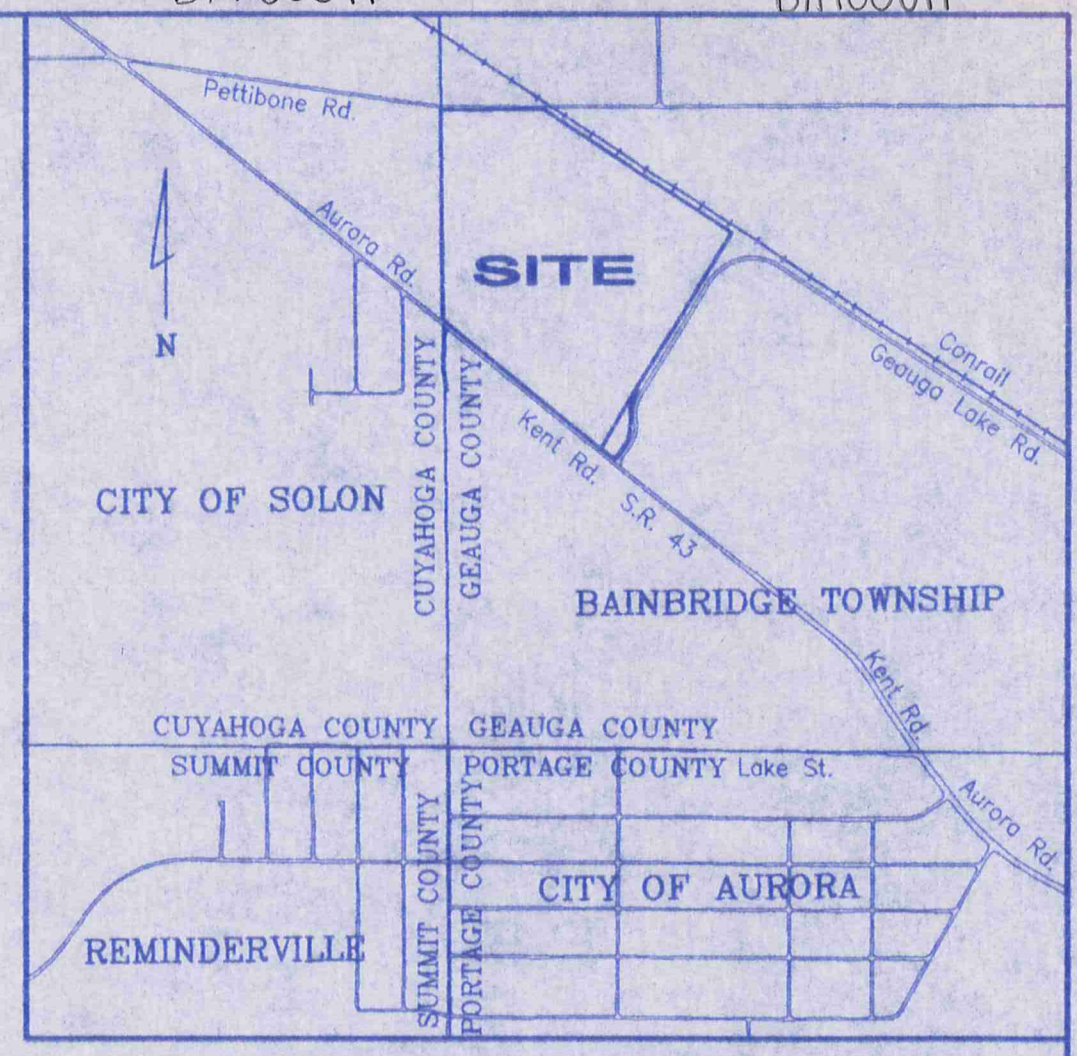 Pettibone Rd.
Aurora Rd.
SITE
N
Conrail
Geauga Lake Rd.
CUYAHOGA COUNTY
GEAUGA COUNTY
Kent Rd.
S.R. 43
CITY OF SOLON
BAINBRIDGE TOWNSHIP
Kent Rd.
CUYAHOGA COUNTY
GEAUGA COUNTY
SUMMIT COUNTY
PORTAGE COUNTY
Lake St.
Aurora Rd.
SUMMIT COUNTY
PORTAGE COUNTY
CITY OF AURORA
REMINDERVILLE